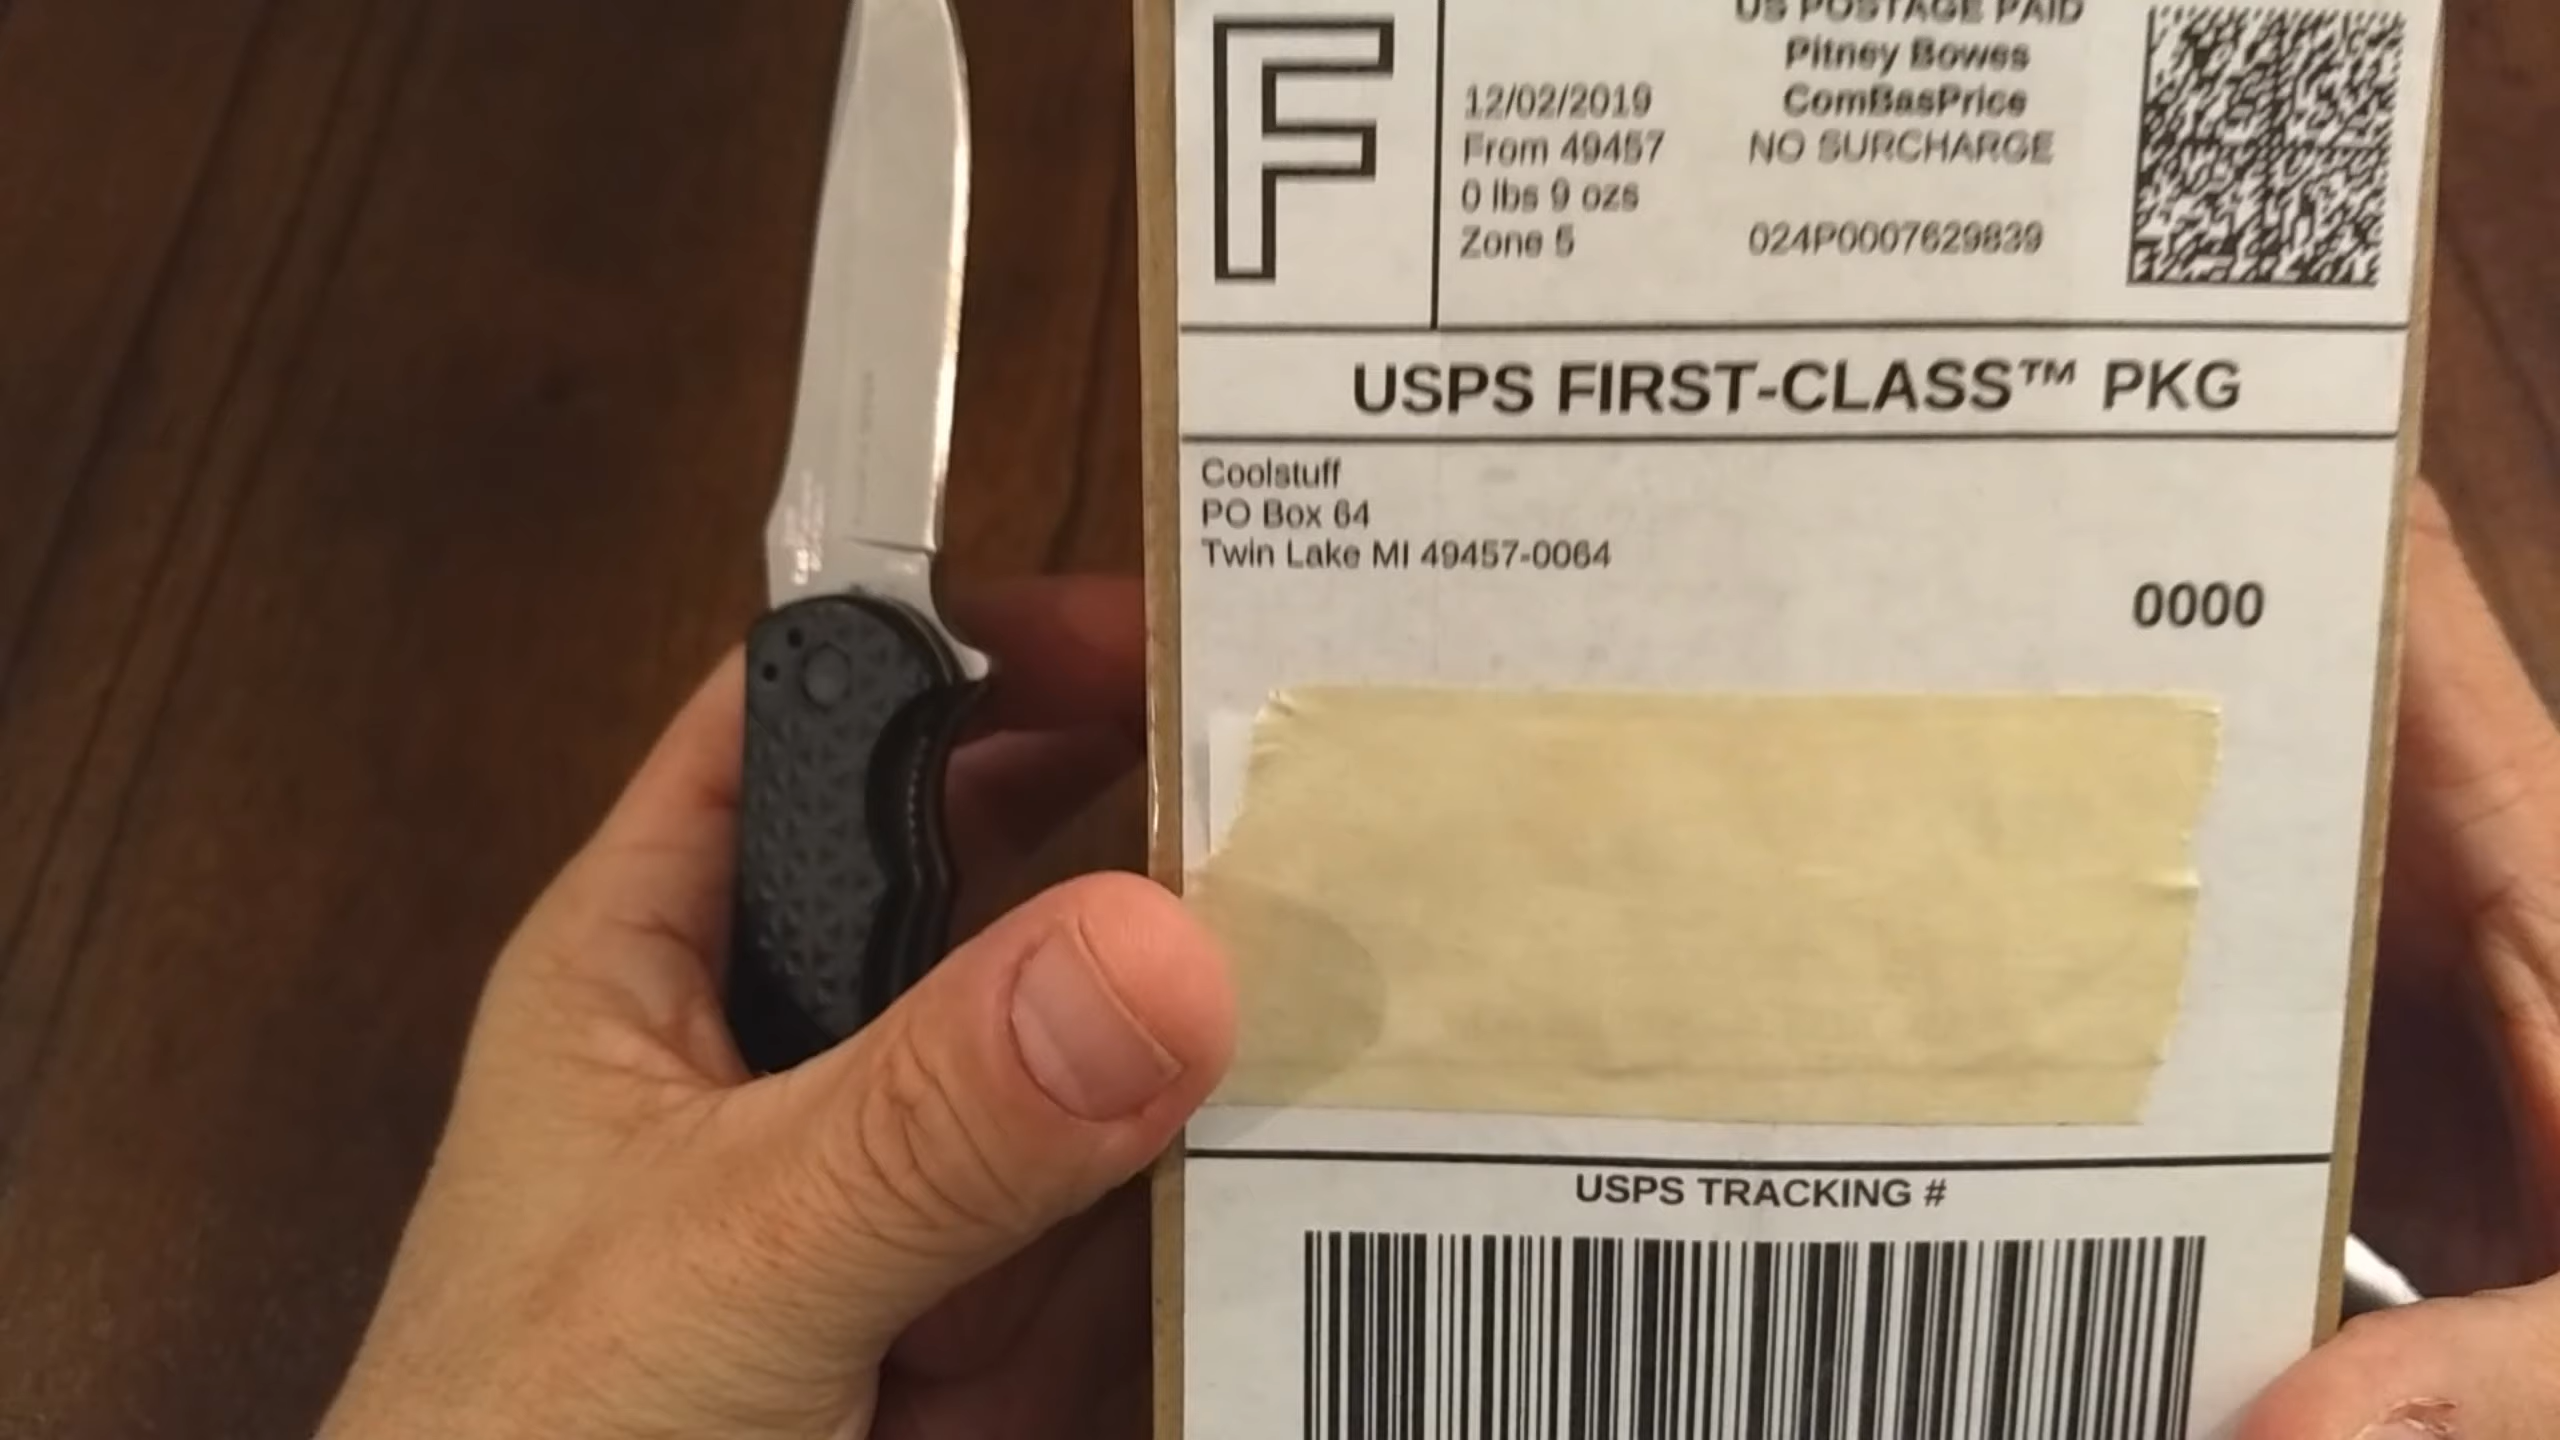 F
US POSTAGE PAID
Pitney Bowes
ComBasPrice
NO SURCHARGE
024P0007629839
12/02/2019
From 49457
0 lbs 9 ozs
Zone 5
USPS FIRST-CLASS™ PKG
Coolstuff
PO Box 64
Twin Lake MI 49457-0064
0000
USPS TRACKING #